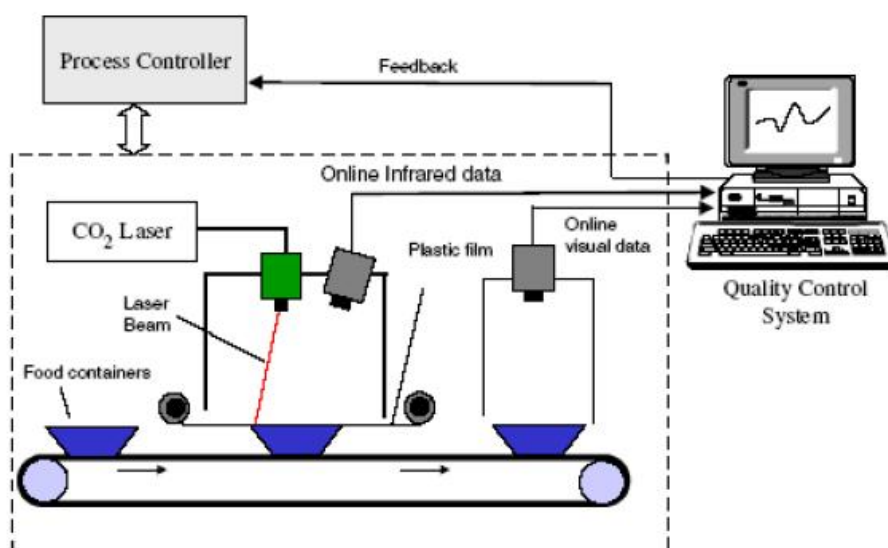 Process Controller
Feedback
Online Infrared data
CO₂ Laser
Online
visual data
Plastic film
Laser
Beam
Quality Control
System
Food containers